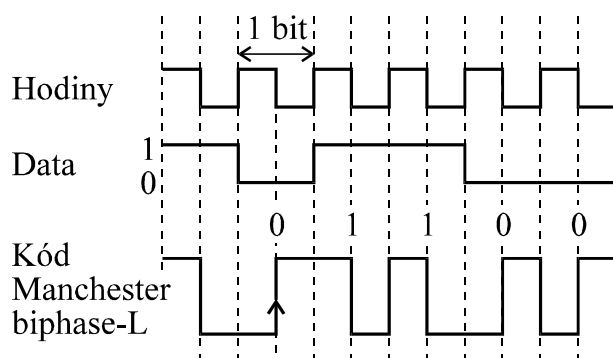 1 bit
Hodiny
Data
1
0
0 1 1 0 0
Kód
Manchester
biphase-L